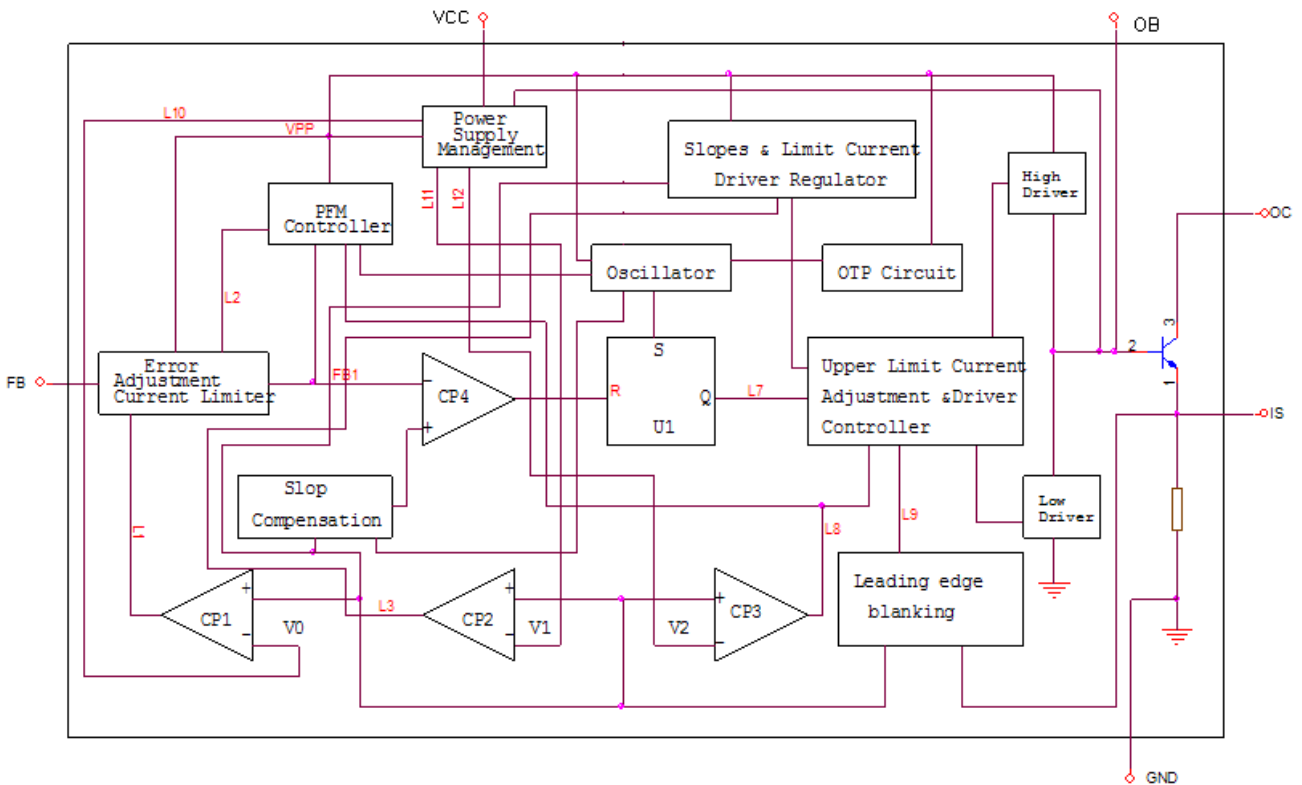 VCC
OB
L10
VPP
Power
Supply
Management
Slopes & Limit Current
Driver Regulator
High
Driver
L11
L12
PFM
Controller
OC
Oscillator
OTP Circuit
L2
S
3
2
1
Error
Adjustment
Current Limiter
FB
FB1
−
CP4
+
R
Q
U1
L7
Upper Limit Current
Adjustment &Driver
Controller
IS
Slop
Compensation
Low
Driver
L1
L9
L8
Leading edge
blanking
+
CP1
−
V0
L3
+
CP2
−
V1
V2
+
CP3
−
GND